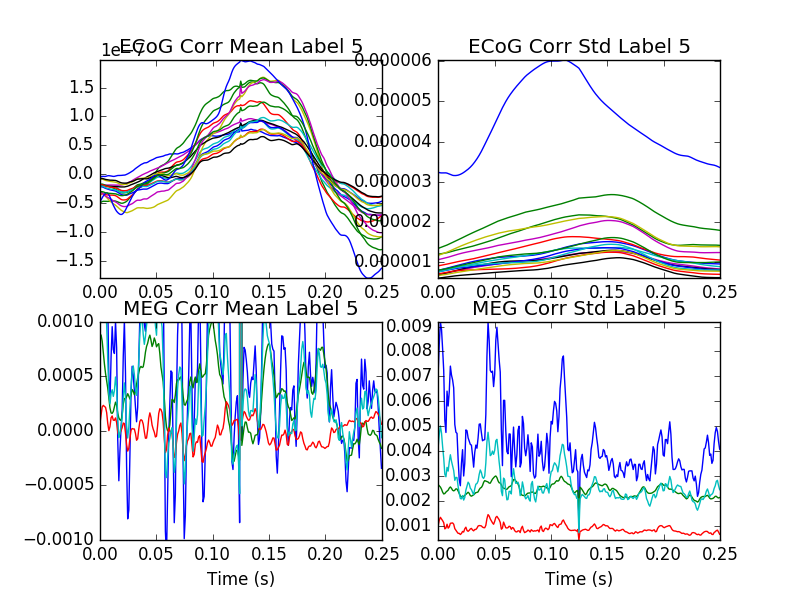 1e−7
ECoG Corr Mean Label 5
1.5
1.0
0.5
0.0
−0.5
−1.0
−1.5
0.00 0.05 0.10 0.15 0.20 0.25
ECoG Corr Std Label 5
0.000006
0.000005
0.000004
0.000003
0.000002
0.000001
0.00 0.05 0.10 0.15 0.20 0.25
MEG Corr Mean Label 5
0.0010
0.0005
0.0000
−0.0005
−0.0010
0.00 0.05 0.10 0.15 0.20 0.25
Time (s)
MEG Corr Std Label 5
0.009
0.008
0.007
0.006
0.005
0.004
0.003
0.002
0.001
0.00 0.05 0.10 0.15 0.20 0.25
Time (s)